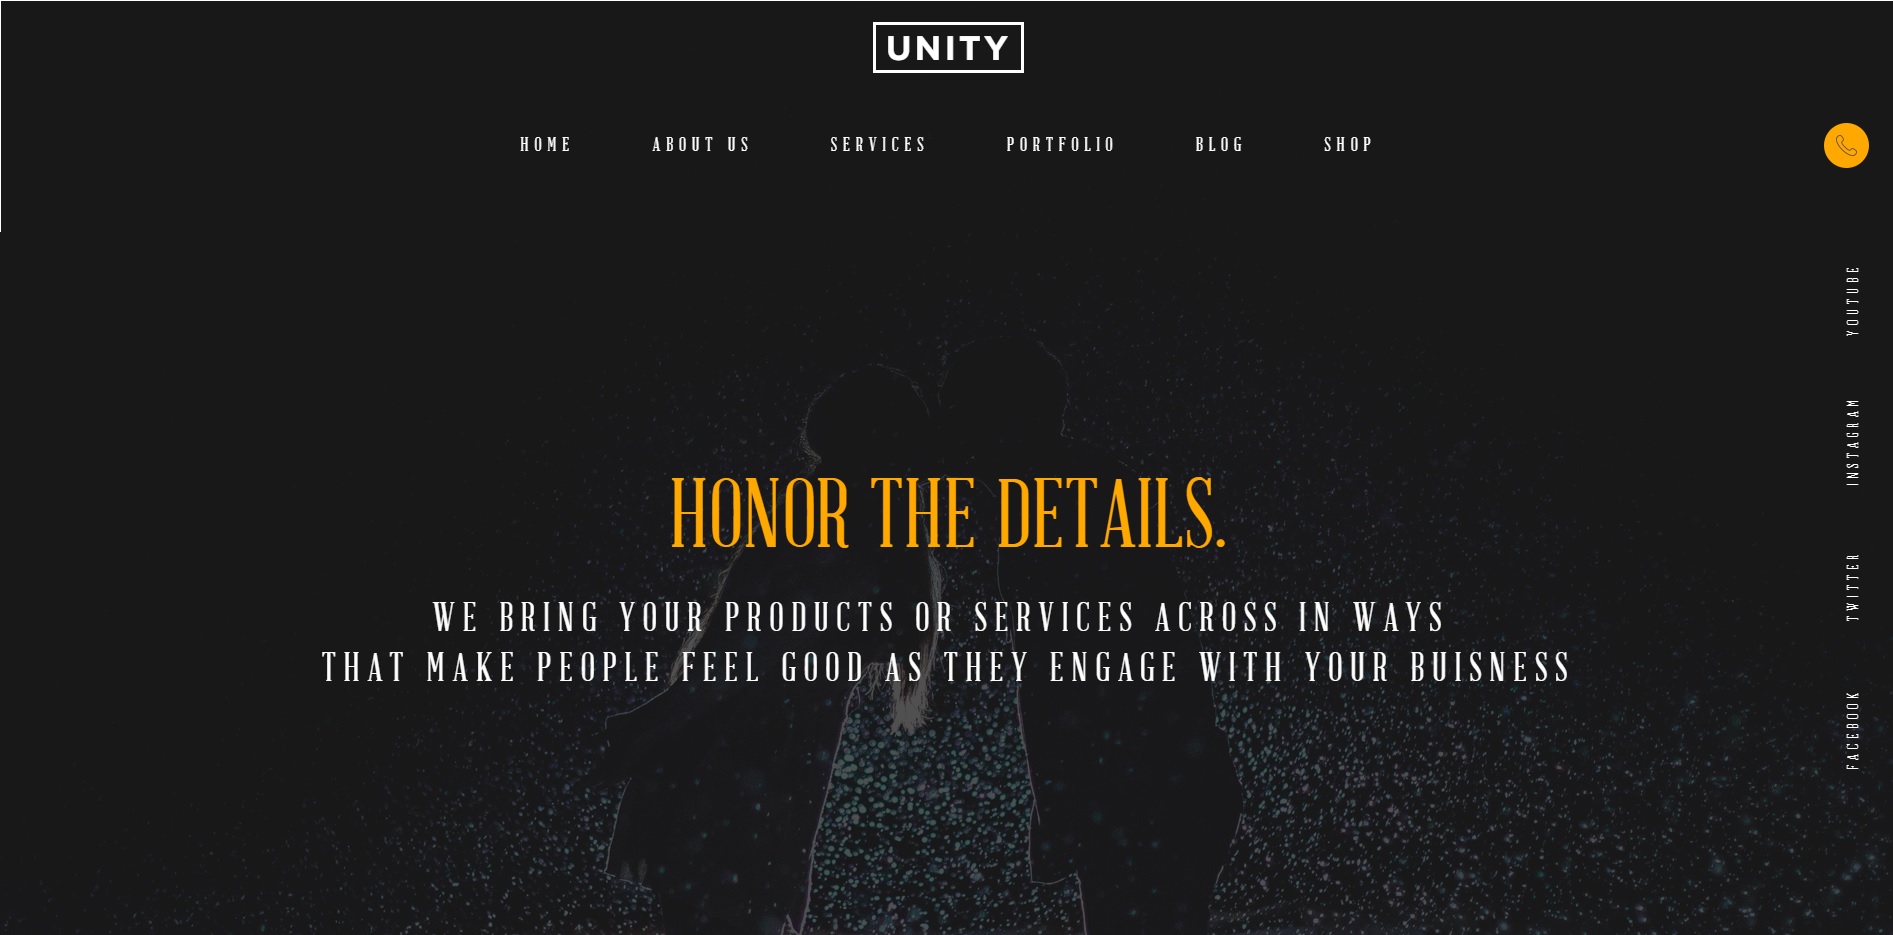 UNITY
HOME ABOUT US SERVICES PORTFOLIO BLOG SHOP
YOUTUBE
INSTAGRAM
TWITTER
FACEBOOK
HONOR THE DETAILS.
WE BRING YOUR PRODUCTS OR SERVICES ACROSS IN WAYS
THAT MAKE PEOPLE FEEL GOOD AS THEY ENGAGE WITH YOUR BUISNESS